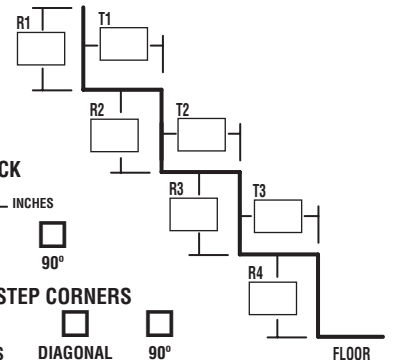 R1
T1
R2
T2
CK
INCHES
R3
T3
90º
R4
STEP CORNERS
S DIAGONAL 90º
FLOOR